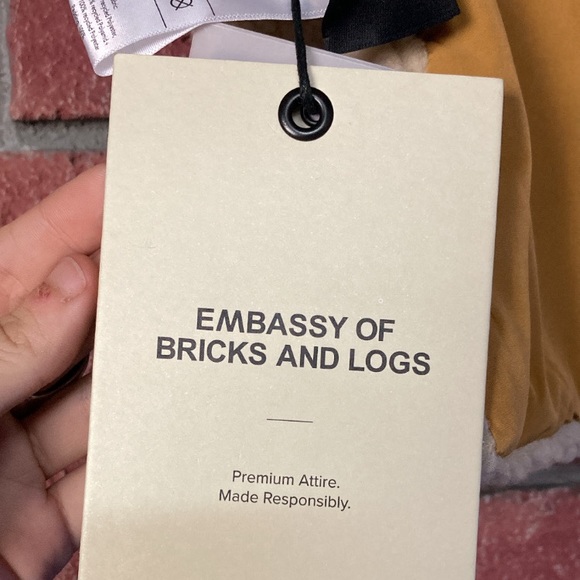 EMBASSY OF
BRICKS AND LOGS
Premium Attire.
Made Responsibly.